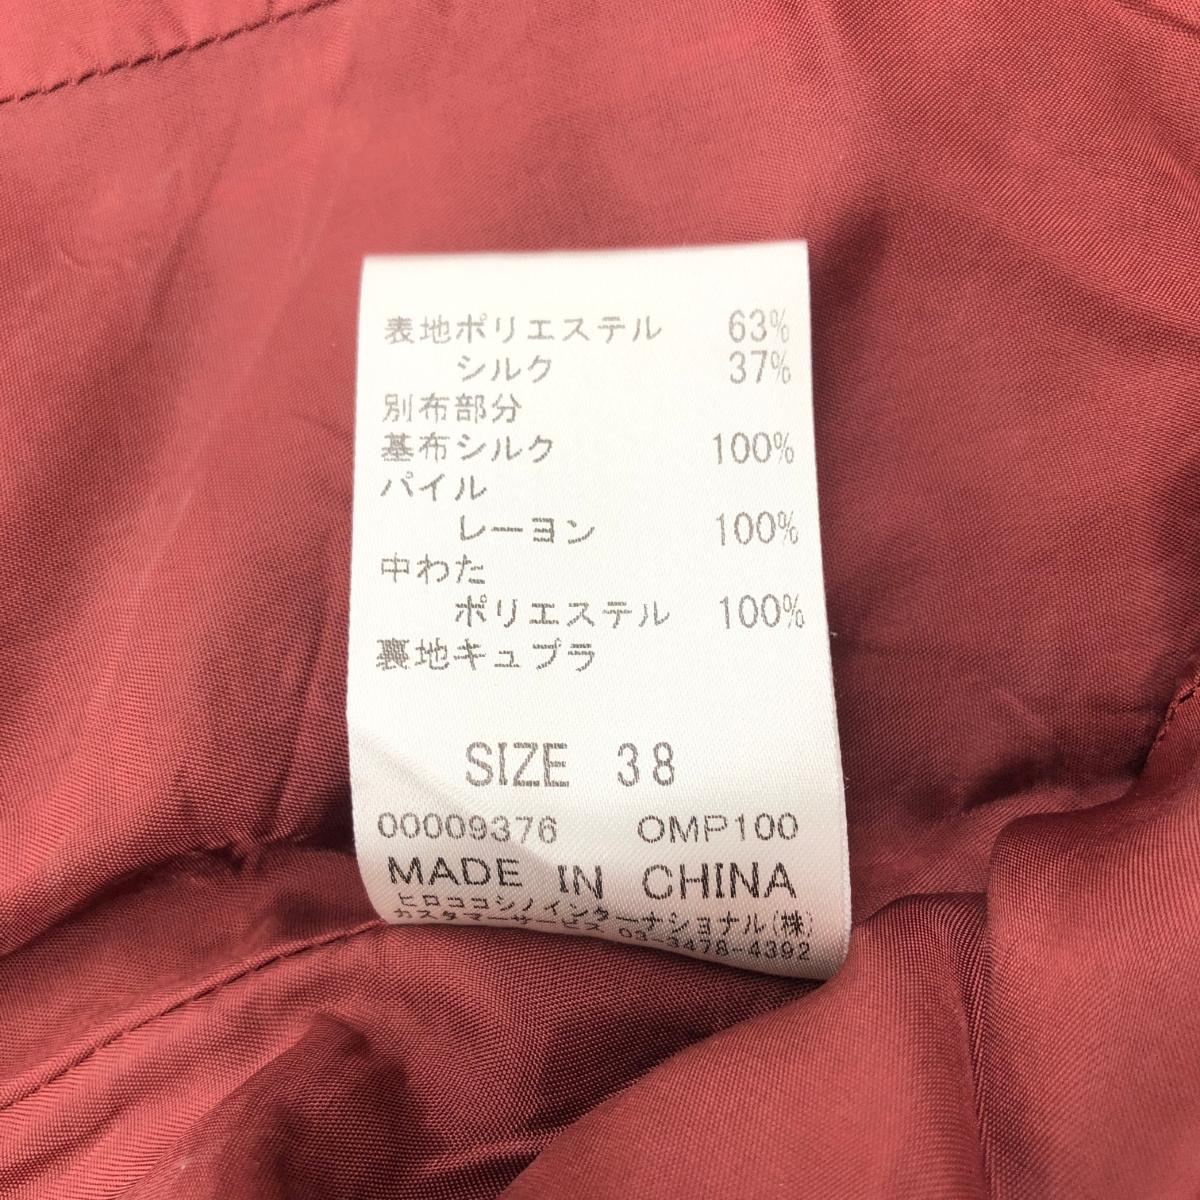 表地ポリエステル 63%
シルク 37%
別布部分
基布シルク 100%
パイル
レーヨン 100%
中わた
ポリエステル 100%
裏地キュプラ
SIZE 38
00009376 OMP100
MADE IN CHINA
ヒロココシノインターナショナル(株)
カスタマーサービス 03-3478-4392